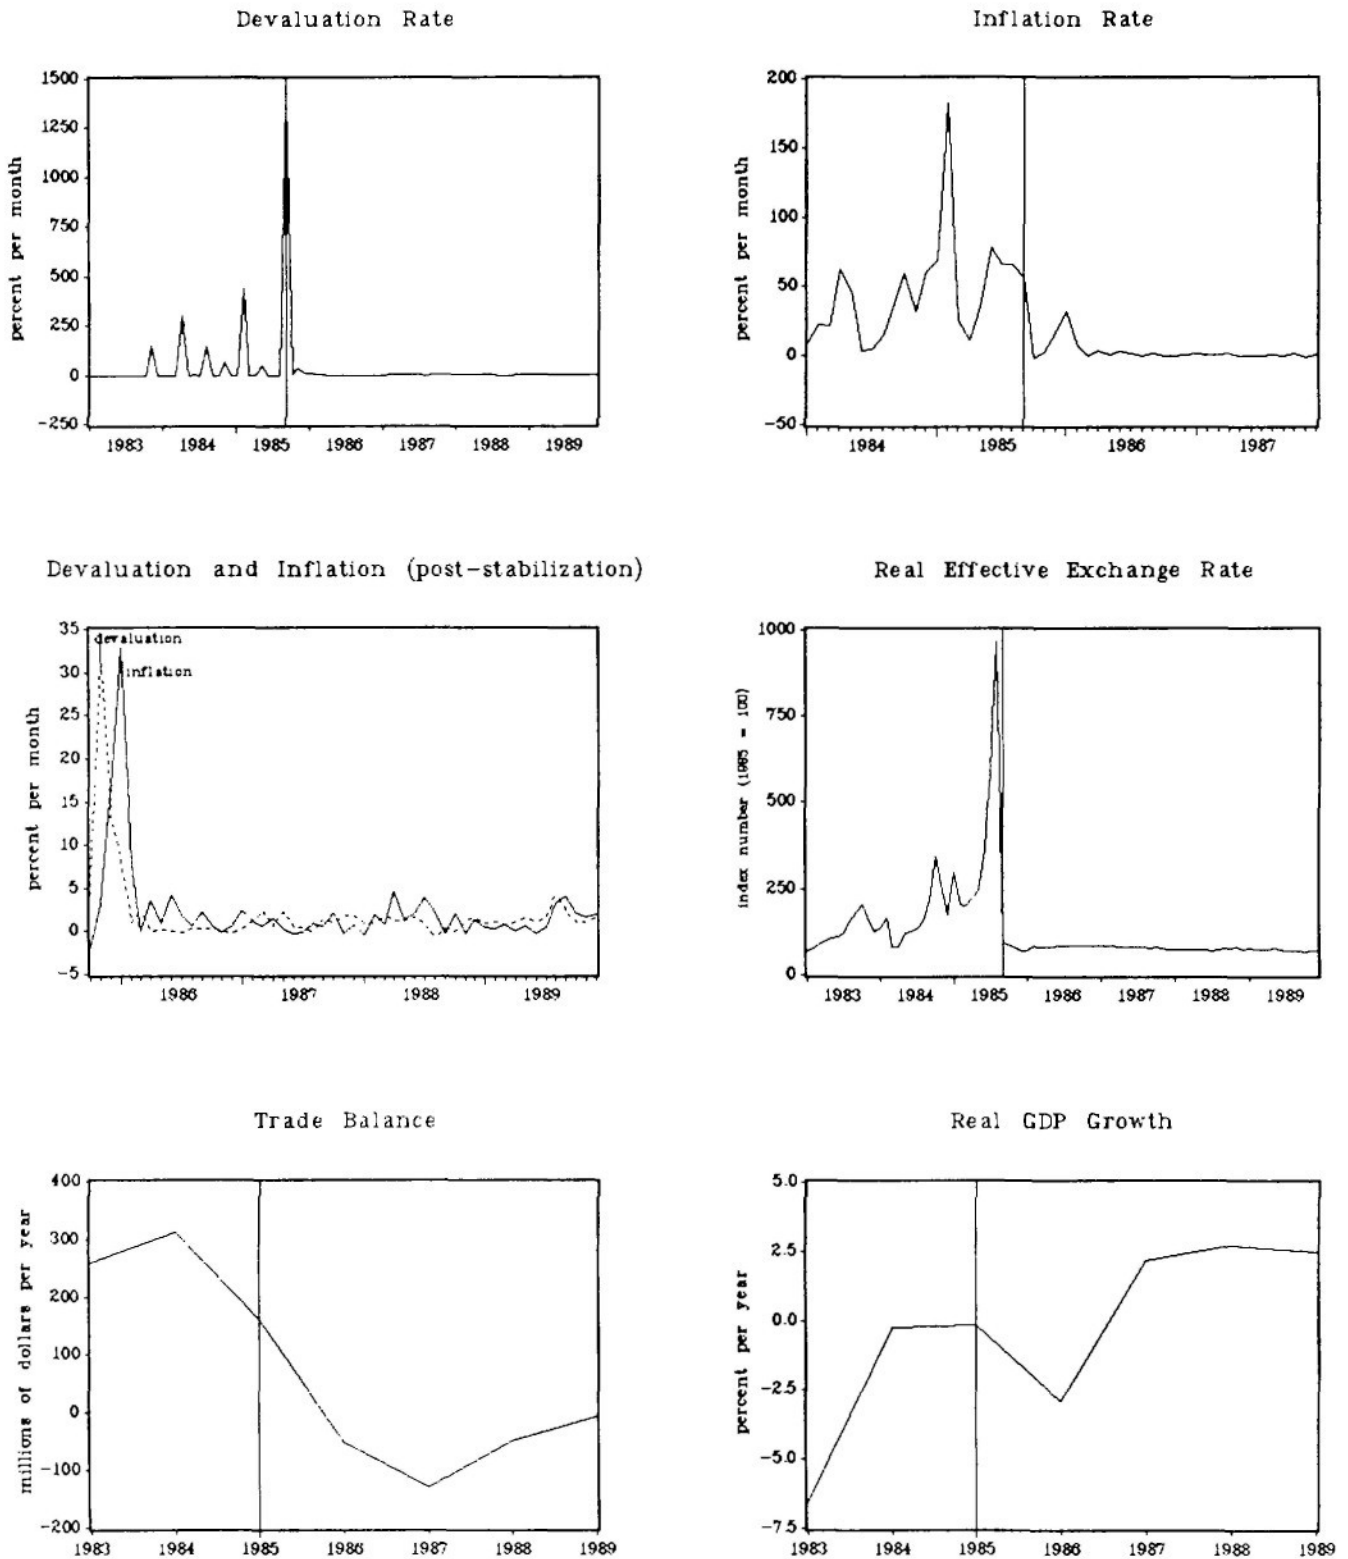 Devaluation Rate
percent per month
1500
1250
1000
750
500
250
0
-250
1983 1984 1985 1986 1987 1988 1989
Inflation Rate
percent per month
200
150
100
50
0
-50
1984 1985 1986 1987
Devaluation and Inflation (post-stabilization)
percent per month
35
30
25
20
15
10
5
0
-5
devaluation
inflation
1986 1987 1988 1989
Real Effective Exchange Rate
index number (1985 = 100)
1000
750
500
250
0
1983 1984 1985 1986 1987 1988 1989
Trade Balance
millions of dollars per year
400
300
200
100
0
-100
-200
1983 1984 1985 1986 1987 1988 1989
Real GDP Growth
percent per year
5.0
2.5
0.0
-2.5
-5.0
-7.5
1983 1984 1985 1986 1987 1988 1989